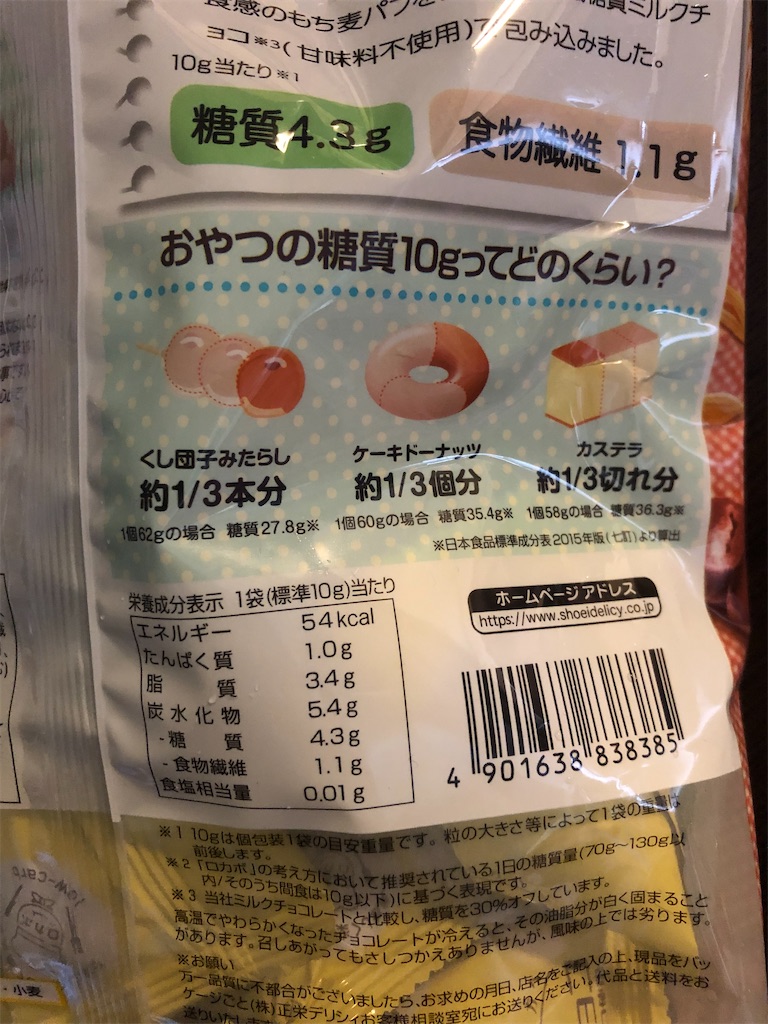 食感のもち麦パフを
糖質ミルクチ
ョコ※3(甘味料不使用)で包み込みました。
10g当たり※1
糖質4.3g
食物繊維 1.1g
おやつの糖質10gってどのくらい?
くし団子みたらし
約1/3本分
1個62gの場合 糖質27.8g※
ケーキドーナッツ
約1/3個分
1個60gの場合 糖質35.4g※
カステラ
約1/3切れ分
1個58gの場合 糖質36.3g※
※日本食品標準成分表2015年版(七訂)より算出
栄養成分表示 1袋(標準10g)当たり
エネルギー 54kcal
たんぱく質 1.0g
脂質 3.4g
炭水化物 5.4g
-糖質 4.3g
-食物繊維 1.1g
食塩相当量 0.01g
ホームページアドレス
https://www.shoeidelicy.co.jp
4 901638 838385
※1 10gは個包装1袋の目安重量です。粒の大きさ等によって1袋の重量は
前後します。
※2「ロカボ」の考え方において推奨されている1日の糖質量(70g~130g以
内/そのうち間食は10g以下)に基づく表現です。
※3 当社ミルクチョコレートと比較し、糖質を30%オフしています。
高温でやわらかくなったチョコレートが冷えると、その油脂分が白く固まること
があります。召しあがってもさしつかえありませんが、風味の上では劣ります。
※お願い
万一品質に不都合がございましたら、お求めの月日、店名をご記入の上、現品をパッ
ケージごと(株)正栄デリシィお客様相談室宛にお送りください。代品と送料をお
送りいたします
low-carb
・小麦